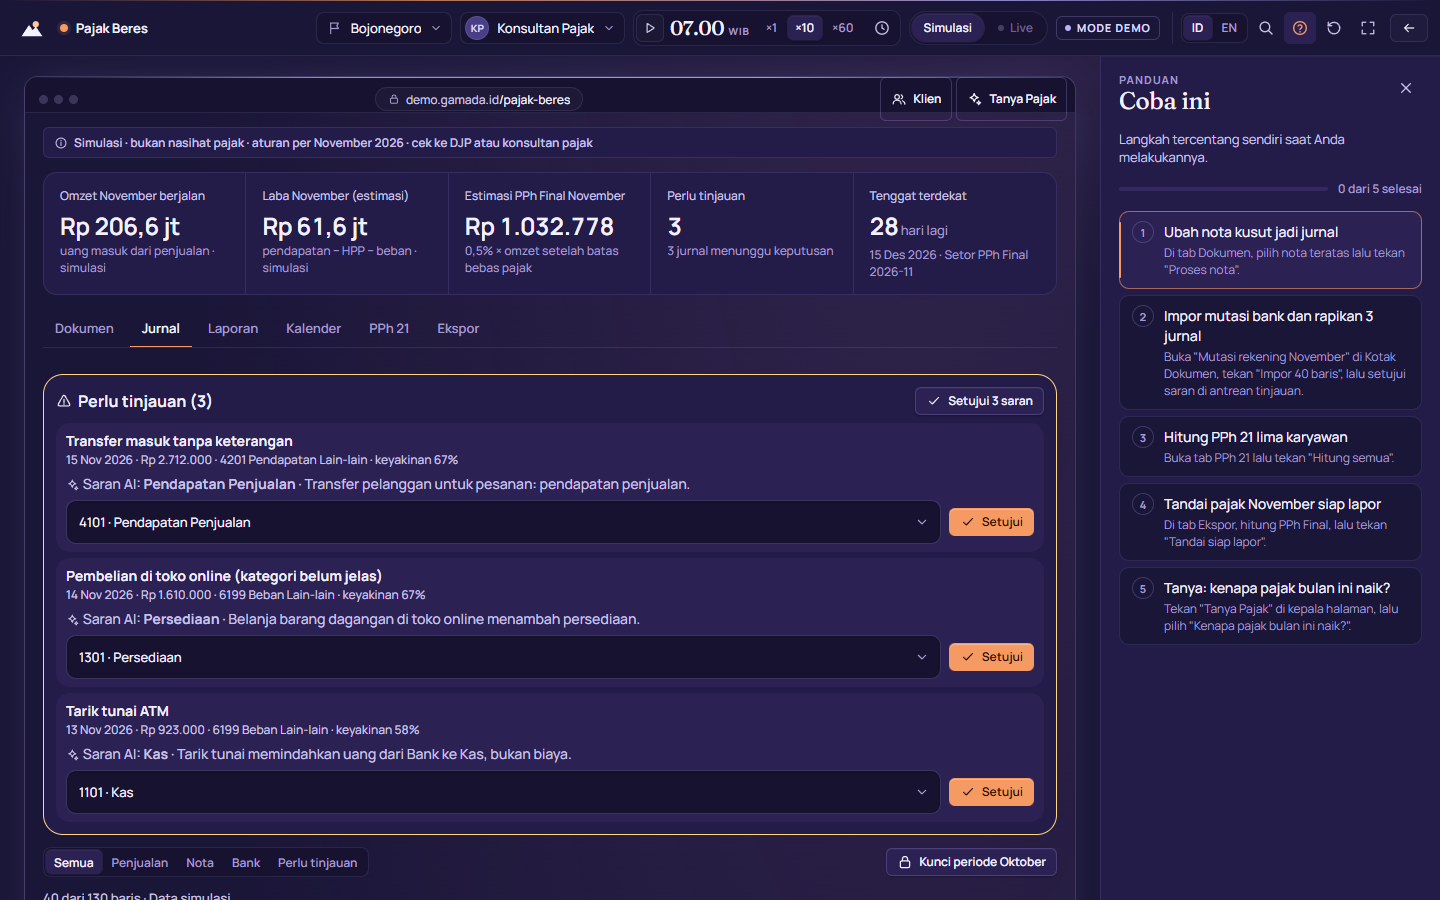 Pajak Beres
Bojonegoro
KP Konsultan Pajak
07.00 WIB
×1 ×10 ×60
Simulasi Live
MODE DEMO
ID EN
demo.gamada.id/pajak-beres
Klien
Tanya Pajak
Simulasi · bukan nasihat pajak · aturan per November 2026 · cek ke DJP atau konsultan pajak
Omzet November berjalan
Rp 206,6 jt
uang masuk dari penjualan ·
simulasi
Laba November (estimasi)
Rp 61,6 jt
pendapatan − HPP − beban ·
simulasi
Estimasi PPh Final November
Rp 1.032.778
0,5% × omzet setelah batas
bebas pajak
Perlu tinjauan
3
3 jurnal menunggu keputusan
Tenggat terdekat
28 hari lagi
15 Des 2026 · Setor PPh Final
2026-11
Dokumen Jurnal Laporan Kalender PPh 21 Ekspor
Perlu tinjauan (3)
Setujui 3 saran
Transfer masuk tanpa keterangan
15 Nov 2026 · Rp 2.712.000 · 4201 Pendapatan Lain-lain · keyakinan 67%
Saran AI: Pendapatan Penjualan · Transfer pelanggan untuk pesanan: pendapatan penjualan.
4101 · Pendapatan Penjualan
Setujui
Pembelian di toko online (kategori belum jelas)
14 Nov 2026 · Rp 1.610.000 · 6199 Beban Lain-lain · keyakinan 67%
Saran AI: Persediaan · Belanja barang dagangan di toko online menambah persediaan.
1301 · Persediaan
Setujui
Tarik tunai ATM
13 Nov 2026 · Rp 923.000 · 6199 Beban Lain-lain · keyakinan 58%
Saran AI: Kas · Tarik tunai memindahkan uang dari Bank ke Kas, bukan biaya.
1101 · Kas
Setujui
Semua Penjualan Nota Bank Perlu tinjauan
Kunci periode Oktober
40 dari 130 baris · Data simulasi
PANDUAN
Coba ini
Langkah tercentang sendiri saat Anda
melakukannya.
0 dari 5 selesai
1 Ubah nota kusut jadi jurnal
Di tab Dokumen, pilih nota teratas lalu tekan
"Proses nota".
2 Impor mutasi bank dan rapikan 3
jurnal
Buka "Mutasi rekening November" di Kotak
Dokumen, tekan "Impor 40 baris", lalu setujui
saran di antrean tinjauan.
3 Hitung PPh 21 lima karyawan
Buka tab PPh 21 lalu tekan "Hitung semua".
4 Tandai pajak November siap lapor
Di tab Ekspor, hitung PPh Final, lalu tekan
"Tandai siap lapor".
5 Tanya: kenapa pajak bulan ini naik?
Tekan "Tanya Pajak" di kepala halaman, lalu
pilih "Kenapa pajak bulan ini naik?".